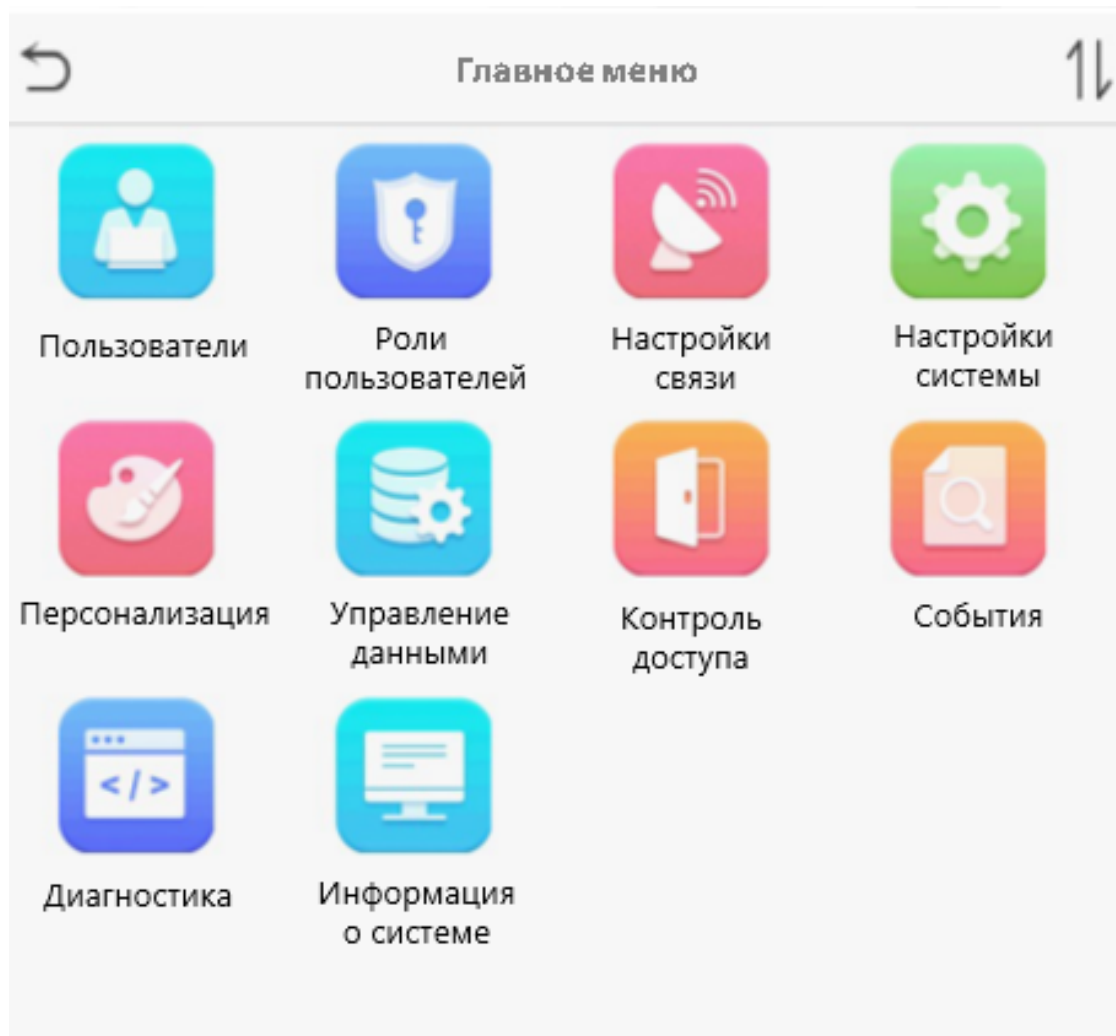 Главное меню
Пользователи
Роли
пользователей
Настройки
связи
Настройки
системы
Персонализация
Управление
данными
Контроль
доступа
События
</>
Диагностика
Информация
о системе